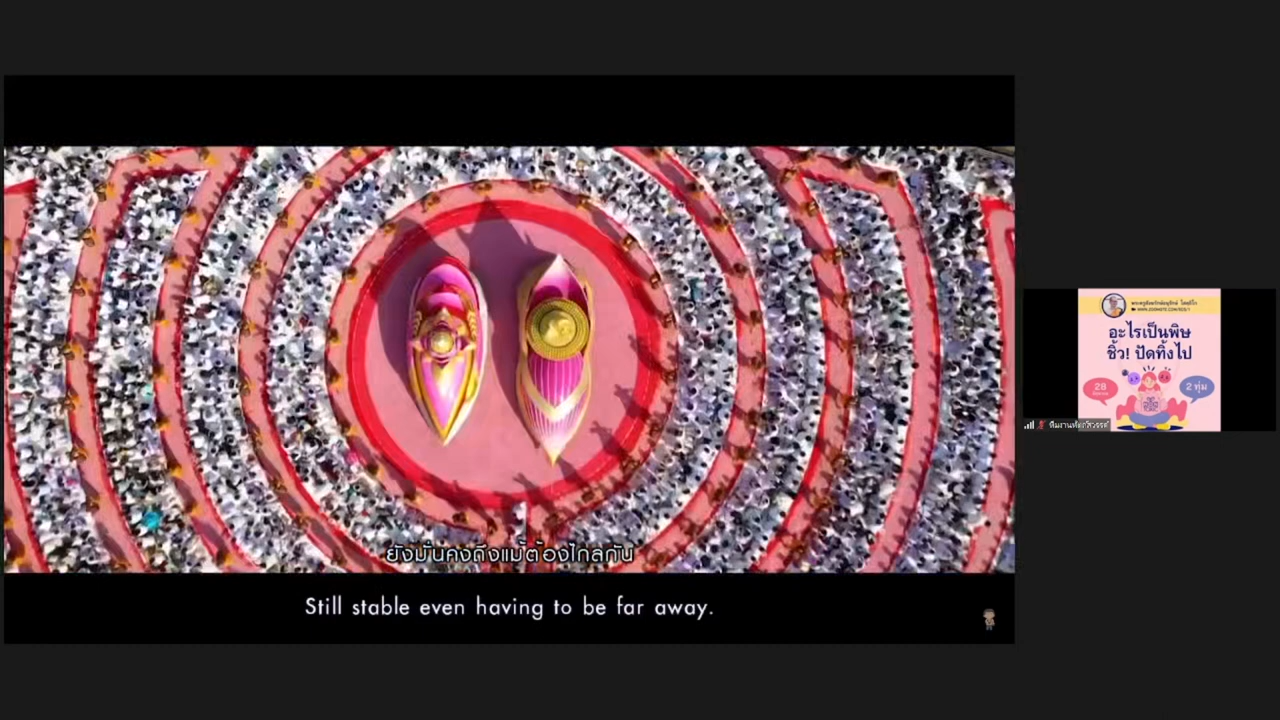 ยังมั่นคงถึงแม้ต้องไกลกัน
Still stable even having to be far away.
อะไรเป็นพิษ
ชิ่ว! ปัดทิ้งไป
28
2 ทุ่ม